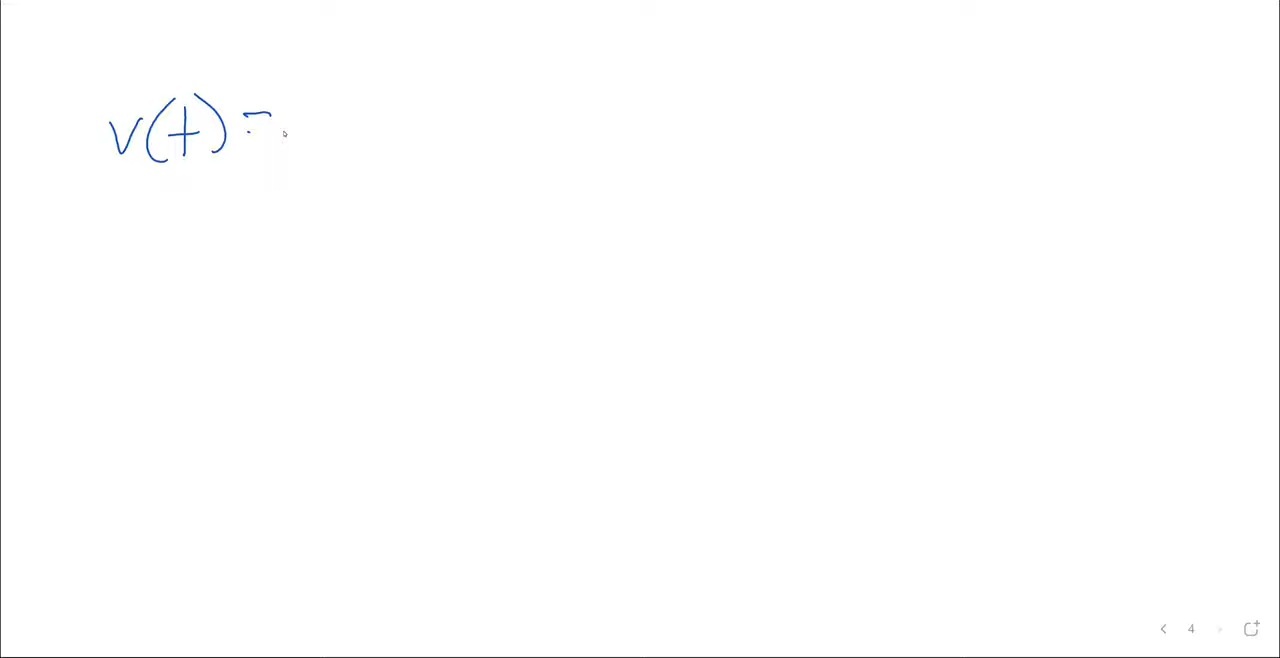 v(t) =
4